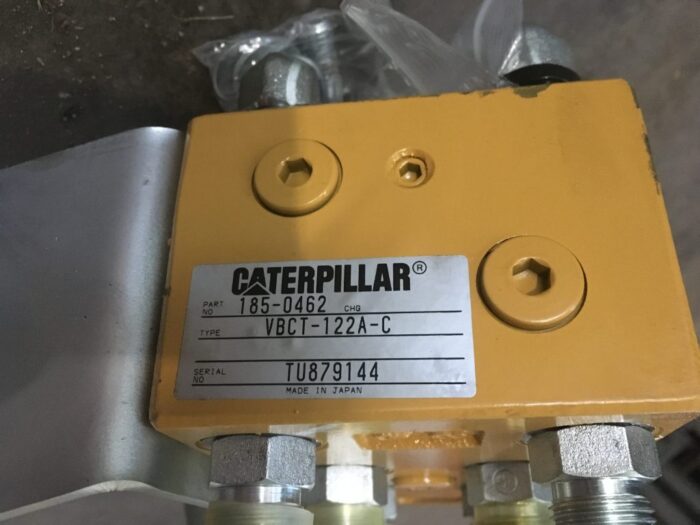 CATERPILLAR®
PART NO 185-0462 CHG
TYPE VBCT-122A-C
SERIAL NO TU879144
MADE IN JAPAN